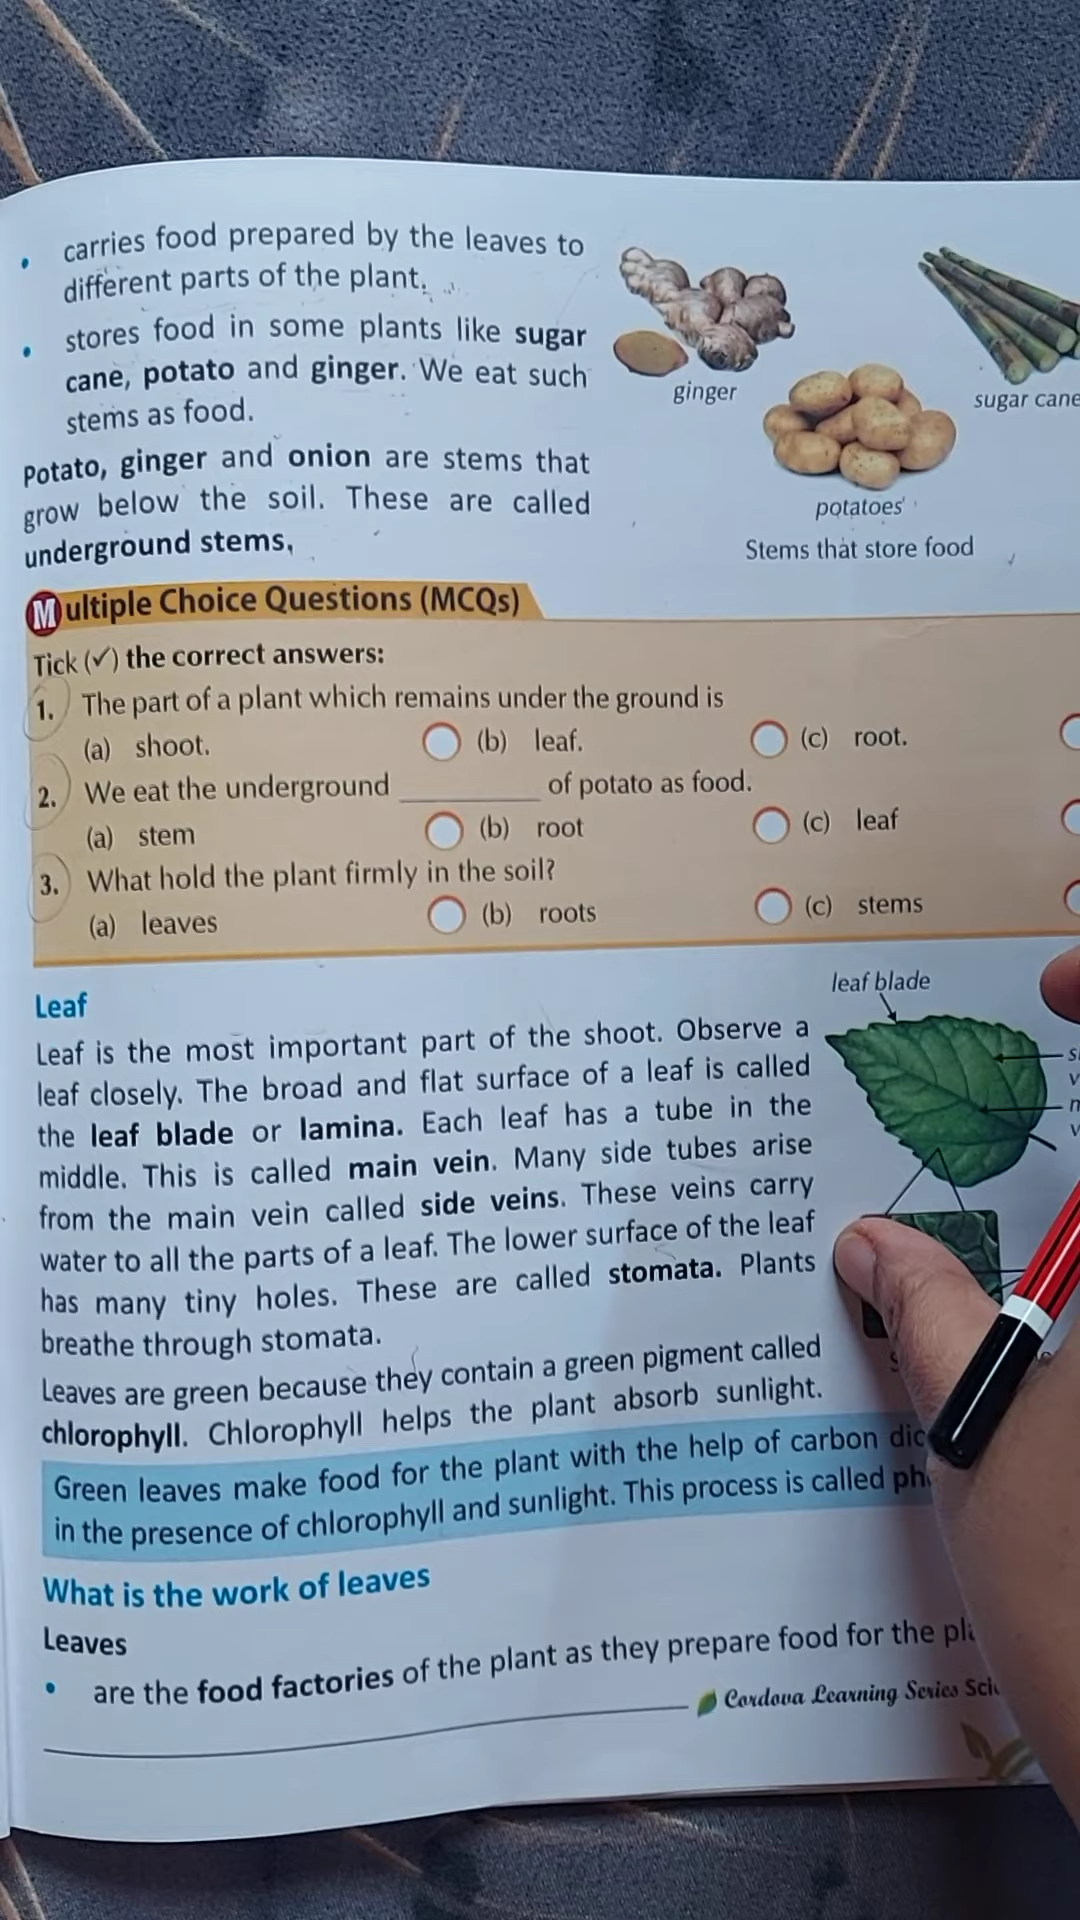 • carries food prepared by the leaves to
different parts of the plant.
• stores food in some plants like sugar
cane, potato and ginger. We eat such
stems as food.
Potato, ginger and onion are stems that
grow below the soil. These are called
underground stems.
ginger
sugar cane
potatoes
Stems that store food
Multiple Choice Questions (MCQs)
Tick (✓) the correct answers:
1. The part of a plant which remains under the ground is
(a) shoot. (b) leaf. (c) root.
2. We eat the underground __________ of potato as food.
(a) stem (b) root (c) leaf
3. What hold the plant firmly in the soil?
(a) leaves (b) roots (c) stems
Leaf
leaf blade
Leaf is the most important part of the shoot. Observe a
leaf closely. The broad and flat surface of a leaf is called
the leaf blade or lamina. Each leaf has a tube in the
middle. This is called main vein. Many side tubes arise
from the main vein called side veins. These veins carry
water to all the parts of a leaf. The lower surface of the leaf
has many tiny holes. These are called stomata. Plants
breathe through stomata.
Leaves are green because they contain a green pigment called
chlorophyll. Chlorophyll helps the plant absorb sunlight.
Green leaves make food for the plant with the help of carbon
in the presence of chlorophyll and sunlight. This process is called
What is the work of leaves
Leaves
• are the food factories of the plant as they prepare food for the
Cordova Learning Series